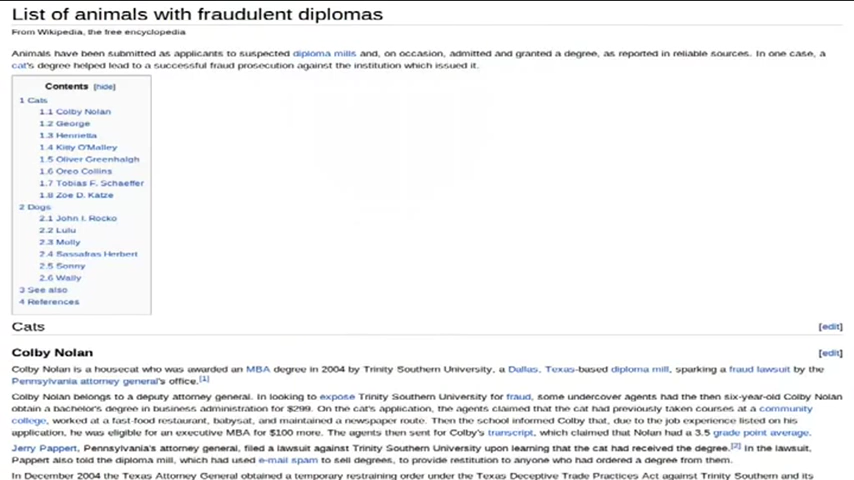 List of animals with fraudulent diplomas
From Wikipedia, the free encyclopedia
Animals have been submitted as applicants to suspected diploma mills and, on occasion, admitted and granted a degree, as reported in reliable sources. In one case, a
cat's degree helped lead to a successful fraud prosecution against the institution which issued it.
Contents [hide]
1 Cats
1.1 Colby Nolan
1.2 George
1.3 Henrietta
1.4 Kitty O'Malley
1.5 Oliver Greenhalgh
1.6 Oreo Collins
1.7 Tobias F. Schaeffer
1.8 Zoe D. Katze
2 Dogs
2.1 John I. Rocko
2.2 Lulu
2.3 Molly
2.4 Sassafras Herbert
2.5 Sonny
2.6 Wally
3 See also
4 References
Cats [edit]
Colby Nolan [edit]
Colby Nolan is a housecat who was awarded an MBA degree in 2004 by Trinity Southern University, a Dallas, Texas-based diploma mill, sparking a fraud lawsuit by the
Pennsylvania attorney general's office.[1]
Colby Nolan belongs to a deputy attorney general. In looking to expose Trinity Southern University for fraud, some undercover agents had the then six-year-old Colby Nolan
obtain a bachelor's degree in business administration for $299. On the cat's application, the agents claimed that the cat had previously taken courses at a community
college, worked at a fast-food restaurant, babysat, and maintained a newspaper route. Then the school informed Colby that, due to the job experience listed on his
application, he was eligible for an executive MBA for $100 more. The agents then sent for Colby's transcript, which claimed that Nolan had a 3.5 grade point average.
Jerry Pappert, Pennsylvania's attorney general, filed a lawsuit against Trinity Southern University upon learning that the cat had received the degree.[2] In the lawsuit,
Pappert also told the diploma mill, which had used e-mail spam to sell degrees, to provide restitution to anyone who had ordered a degree from them.
In December 2004 the Texas Attorney General obtained a temporary restraining order under the Texas Deceptive Trade Practices Act against Trinity Southern and its